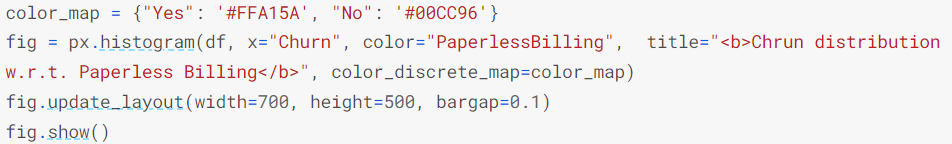 color_map = {"Yes": '#FFA15A', "No": '#00CC96'}
fig = px.histogram(df, x="Churn", color="PaperlessBilling",  title="<b>Chrun distribution
w.r.t. Paperless Billing</b>", color_discrete_map=color_map)
fig.update_layout(width=700, height=500, bargap=0.1)
fig.show()